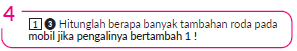 4
1 3 Hitunglah berapa banyak tambahan roda pada
mobil jika pengalinya bertambah 1 !